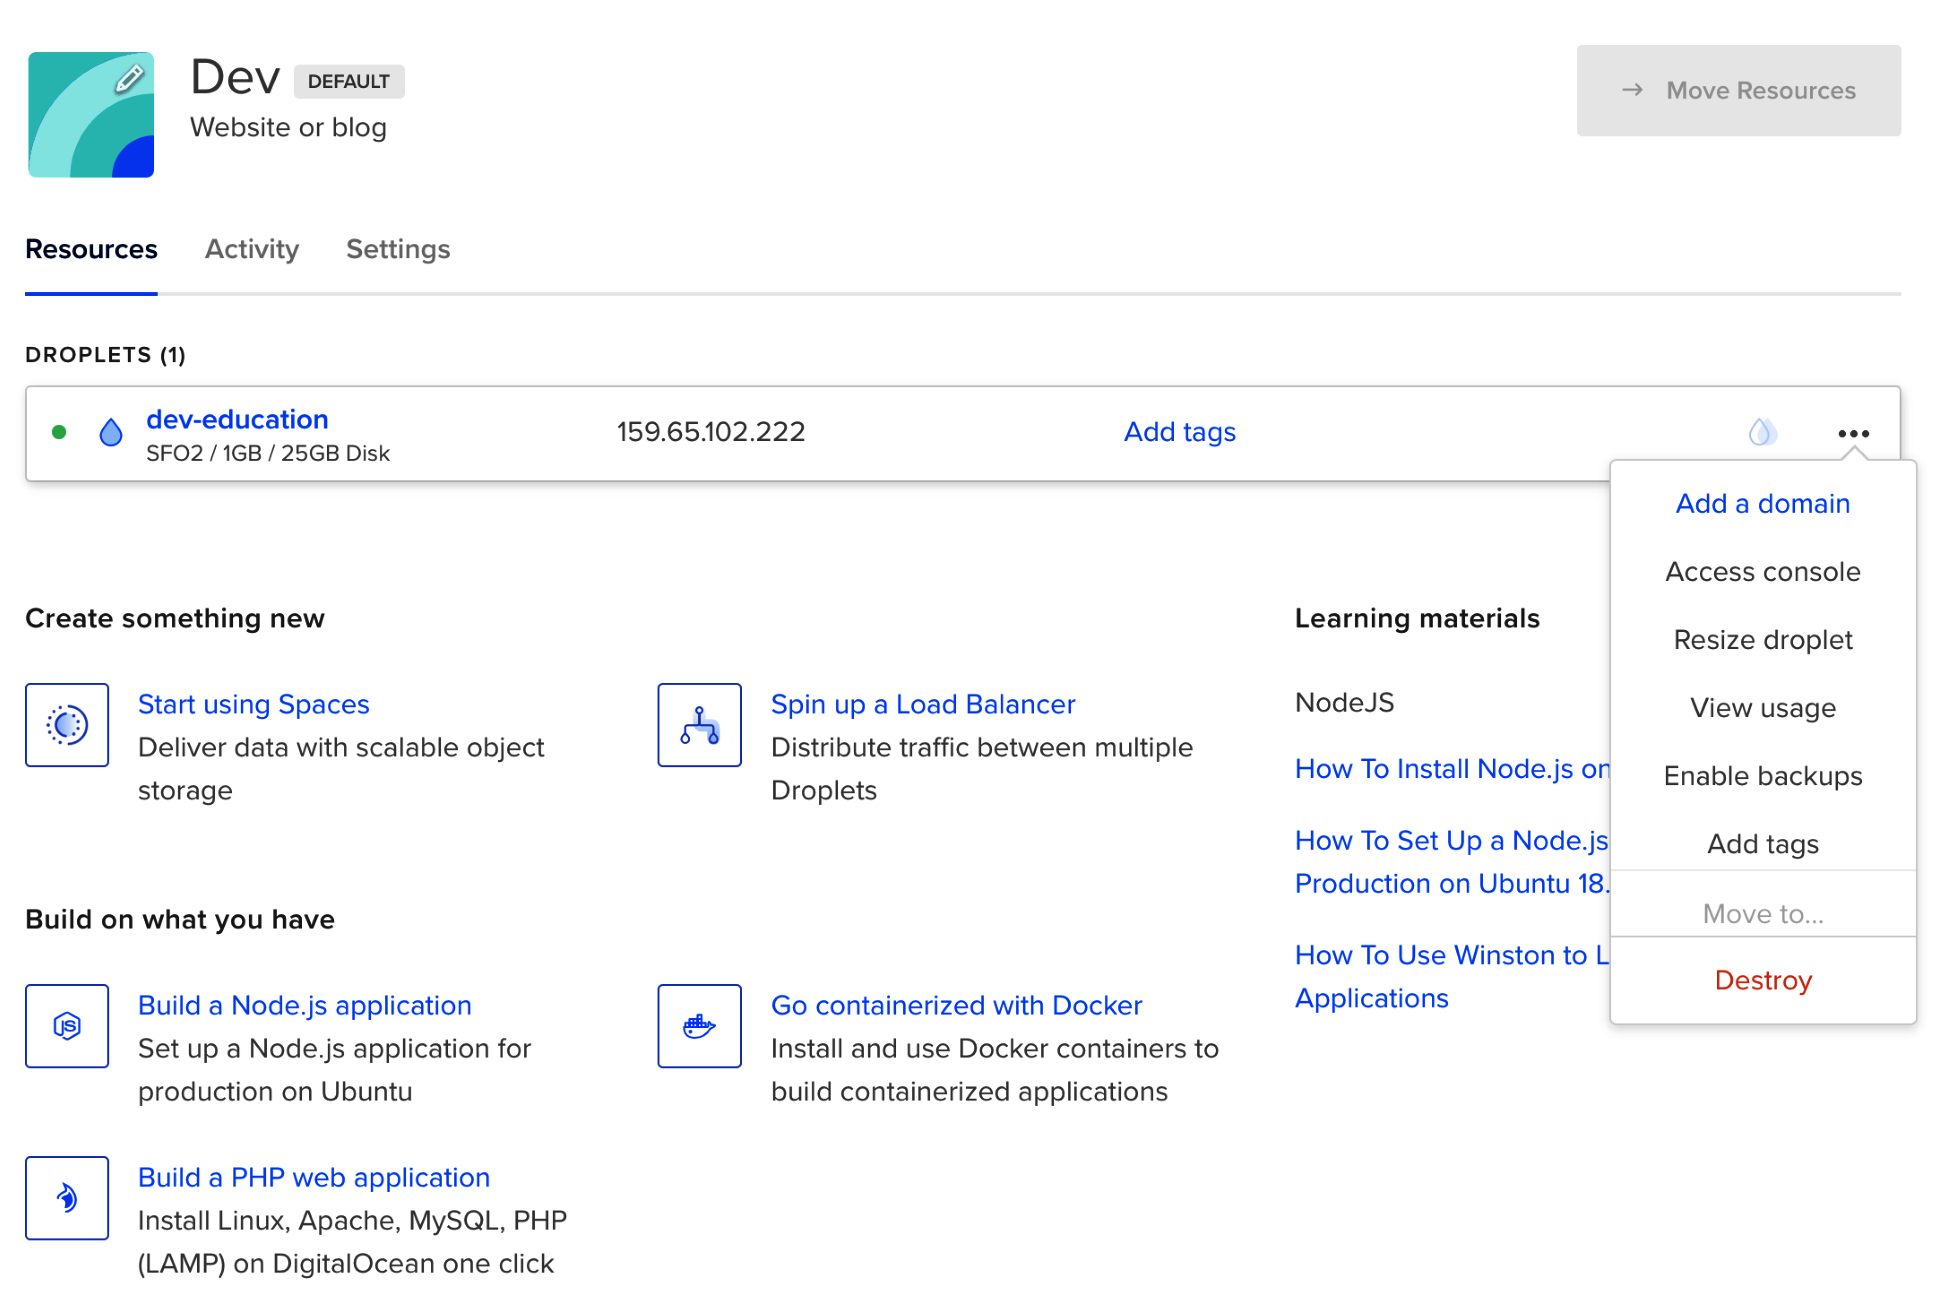 Dev DEFAULT
Website or blog
→ Move Resources
Resources Activity Settings
DROPLETS (1)
dev-education
SFO2 / 1GB / 25GB Disk
159.65.102.222
Add tags
Add a domain
Access console
Resize droplet
View usage
Enable backups
Add tags
Move to...
Destroy
Create something new
Start using Spaces
Deliver data with scalable object
storage
Spin up a Load Balancer
Distribute traffic between multiple
Droplets
Build on what you have
JS
Build a Node.js application
Set up a Node.js application for
production on Ubuntu
Go containerized with Docker
Install and use Docker containers to
build containerized applications
Build a PHP web application
Install Linux, Apache, MySQL, PHP
(LAMP) on DigitalOcean one click
Learning materials
NodeJS
How To Install Node.js on
How To Set Up a Node.js
Production on Ubuntu 18.
How To Use Winston to L
Applications